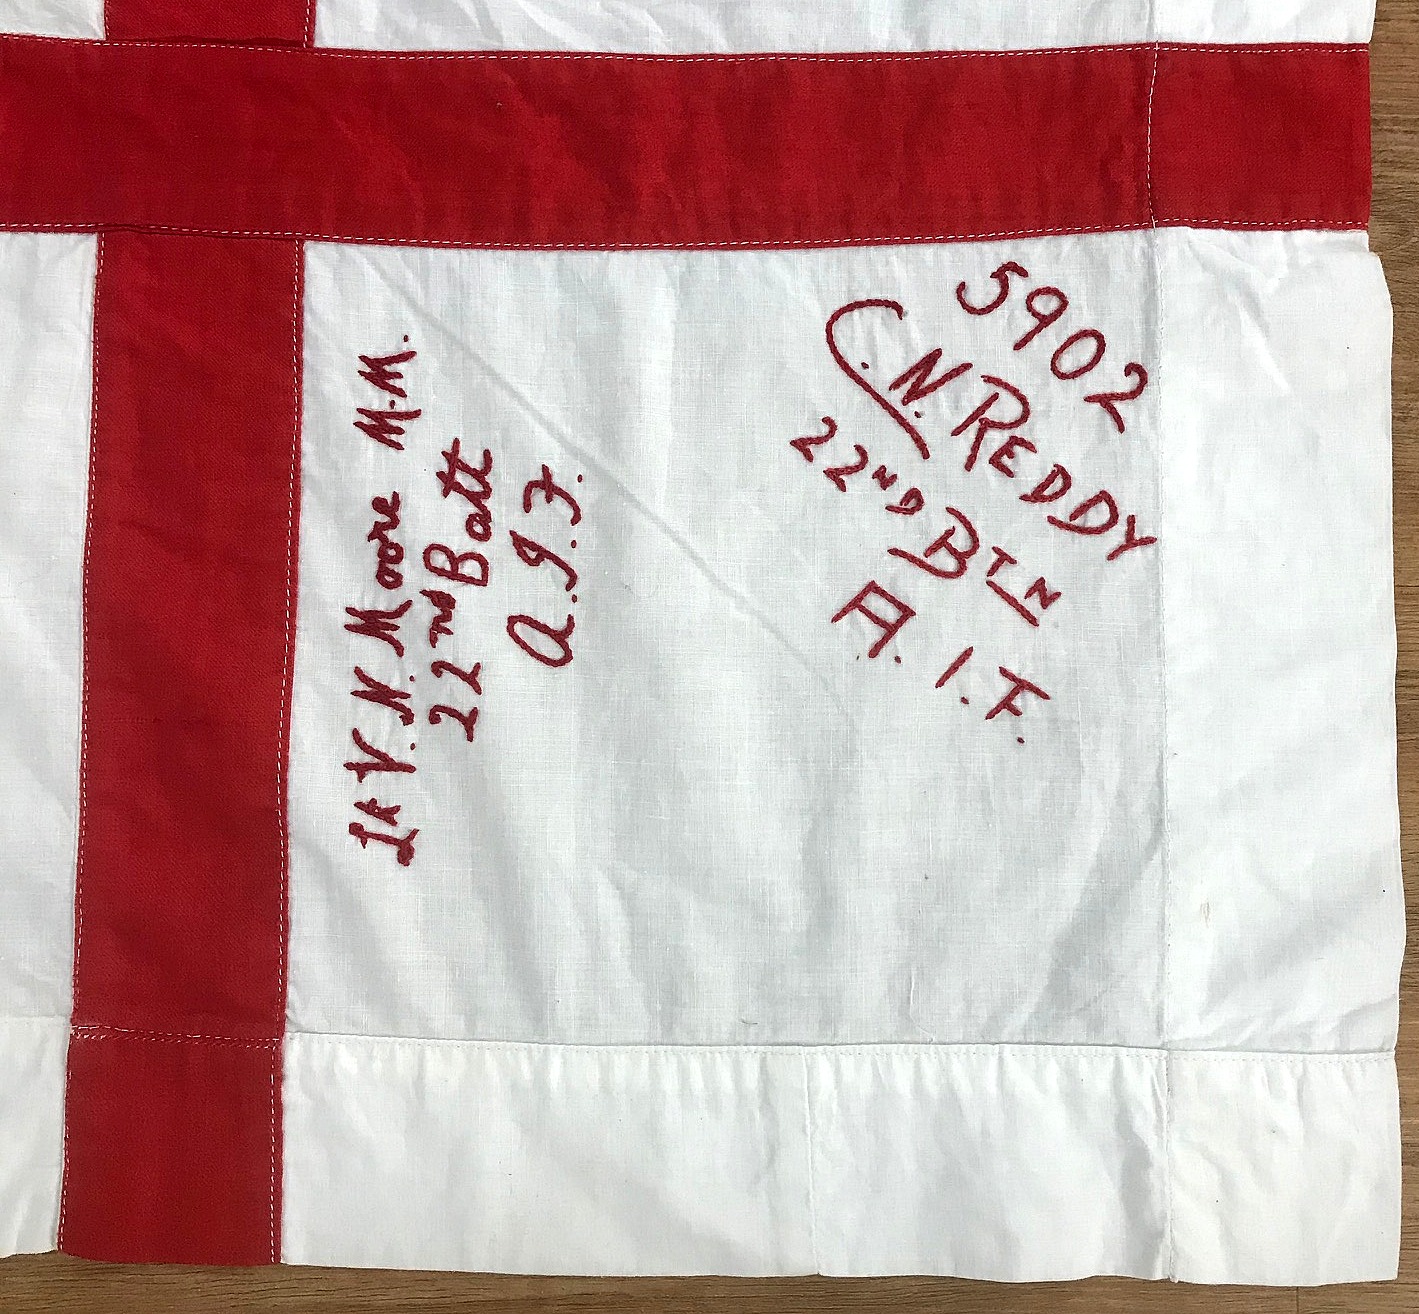 Lt V. N. Moore M.M.
22nd Batt
A.I.F.
5902
C. N. REDDY
22ND BTN
A. I. F.